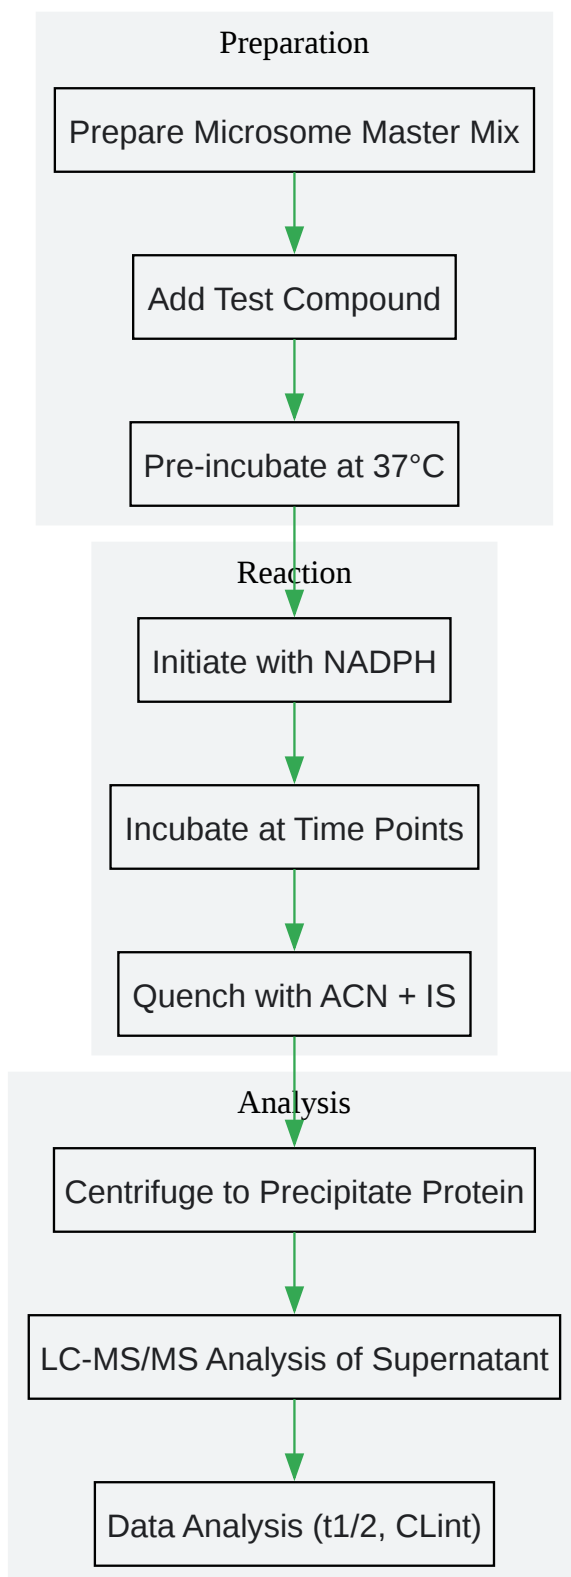 Preparation
Prepare Microsome Master Mix
Add Test Compound
Pre-incubate at 37°C
Reaction
Initiate with NADPH
Incubate at Time Points
Quench with ACN + IS
Analysis
Centrifuge to Precipitate Protein
LC-MS/MS Analysis of Supernatant
Data Analysis (t1/2, CLint)